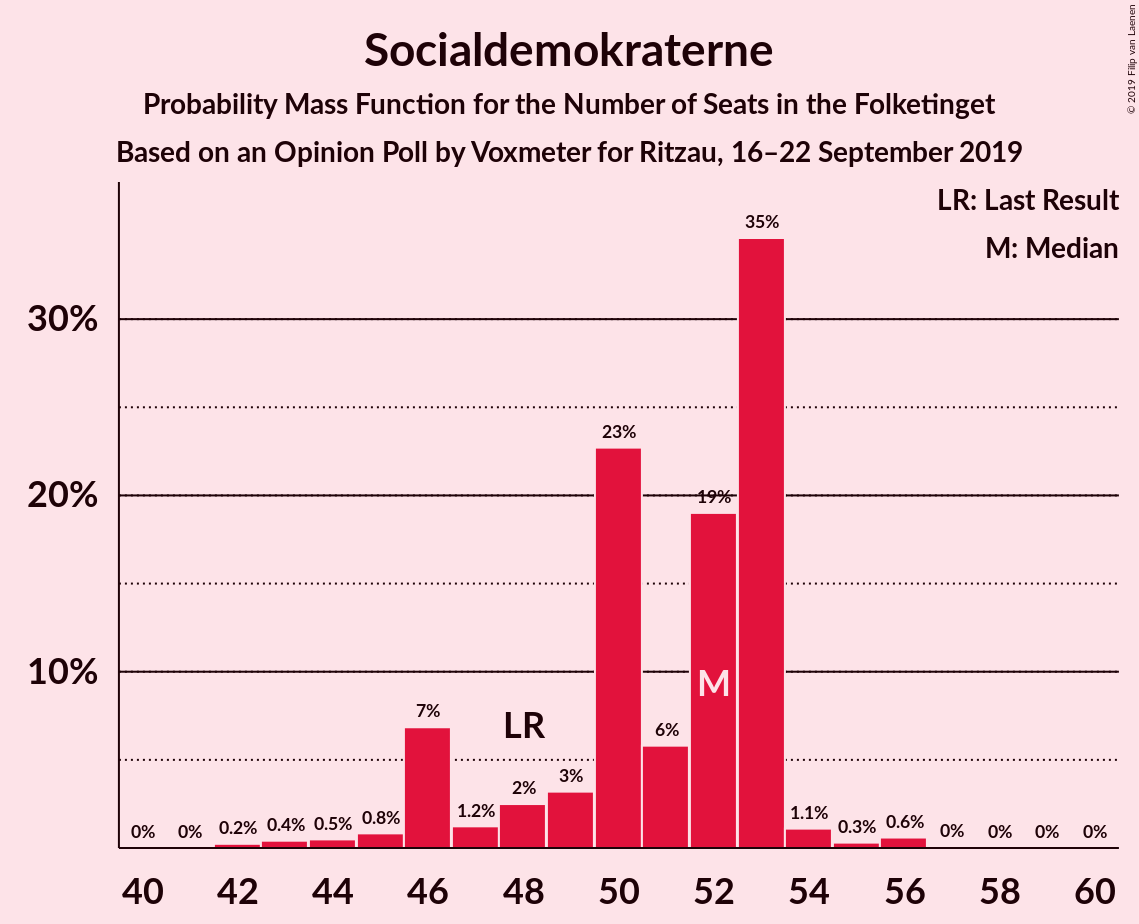 Socialdemokraterne
Probability Mass Function for the Number of Seats in the Folketinget
Based on an Opinion Poll by Voxmeter for Ritzau, 16–22 September 2019
© 2019 Filip van Laenen
LR: Last Result
M: Median
30%
20%
10%
0% 0% 0.2% 0.4% 0.5% 0.8% 7% 1.2% 2% 3% 23% 6% 19% 35% 1.1% 0.3% 0.6% 0% 0% 0% 0%
LR
M
40 42 44 46 48 50 52 54 56 58 60